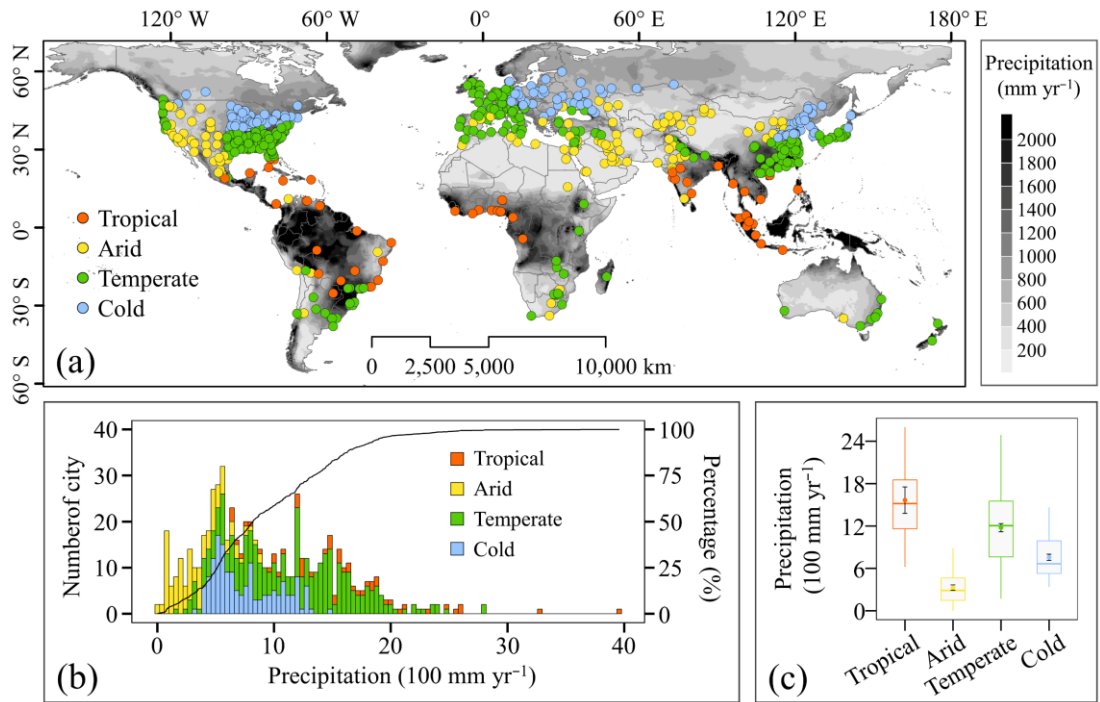 120° W 60° W 0° 60° E 120° E 180° E
60° N
30° N
0°
30° S
60° S
Tropical
Arid
Temperate
Cold
(a)
0 2,500 5,000 10,000 km
Precipitation
(mm yr⁻¹)
2000
1800
1600
1400
1200
1000
800
600
400
200
Numberof city
40
30
20
10
0
Tropical
Arid
Temperate
Cold
100
75
50
25
0
Percentage (%)
0 10 20 30 40
(b)
Precipitation (100 mm yr⁻¹)
Precipitation
(100 mm yr⁻¹)
24
18
12
6
0
Tropical
Arid
Temperate
Cold
(c)